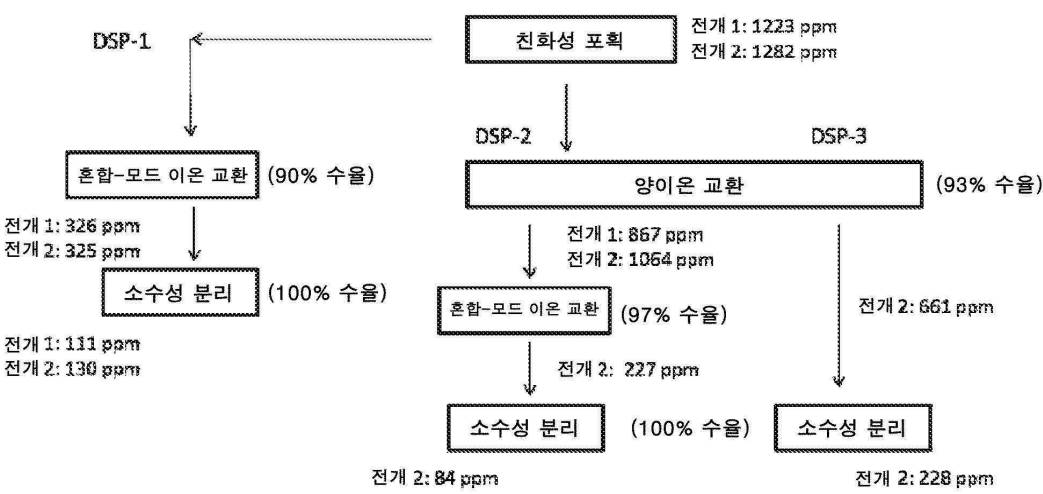 DSP-1
친화성 포획
전개 1: 1223 ppm
전개 2: 1282 ppm
DSP-2
DSP-3
혼합-모드 이온 교환
(90% 수율)
양이온 교환
(93% 수율)
전개 1: 326 ppm
전개 2: 325 ppm
전개 1: 867 ppm
전개 2: 1064 ppm
소수성 분리
(100% 수율)
혼합-모드 이온 교환
(97% 수율)
전개 2: 661 ppm
전개 1: 111 ppm
전개 2: 130 ppm
전개 2: 227 ppm
소수성 분리
(100% 수율)
소수성 분리
전개 2: 84 ppm
전개 2: 228 ppm